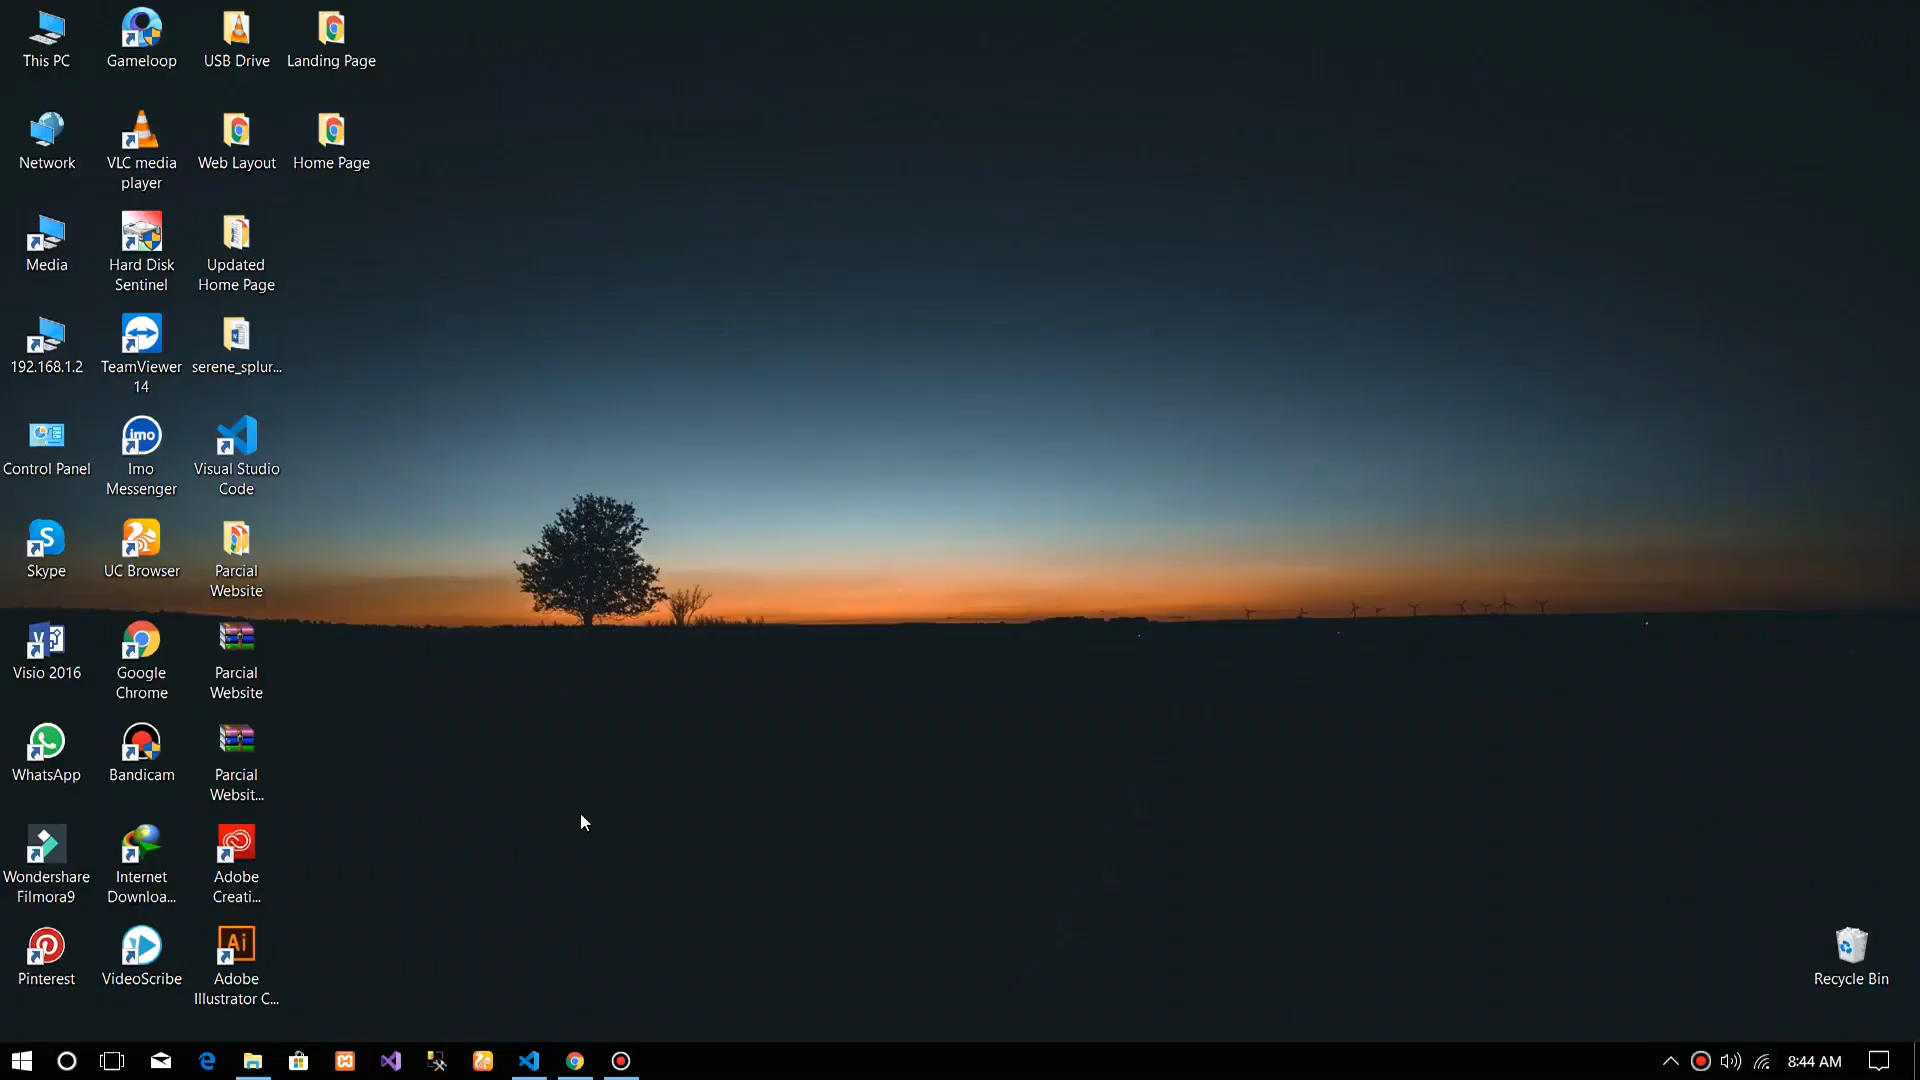 This PC
Gameloop
USB Drive
Landing Page
Network
VLC media
player
Web Layout
Home Page
Media
Hard Disk
Sentinel
Updated
Home Page
192.168.1.2
TeamViewer
14
serene_splur...
Control Panel
imo
Imo
Messenger
Visual Studio
Code
S
Skype
UC Browser
Parcial
Website
V
Visio 2016
Google
Chrome
Parcial
Website
WhatsApp
Bandicam
Parcial
Websit...
Wondershare
Filmora9
Internet
Downloa...
Adobe
Creati...
Pinterest
VideoScribe
Ai
Adobe
Illustrator C...
Recycle Bin
8:44 AM